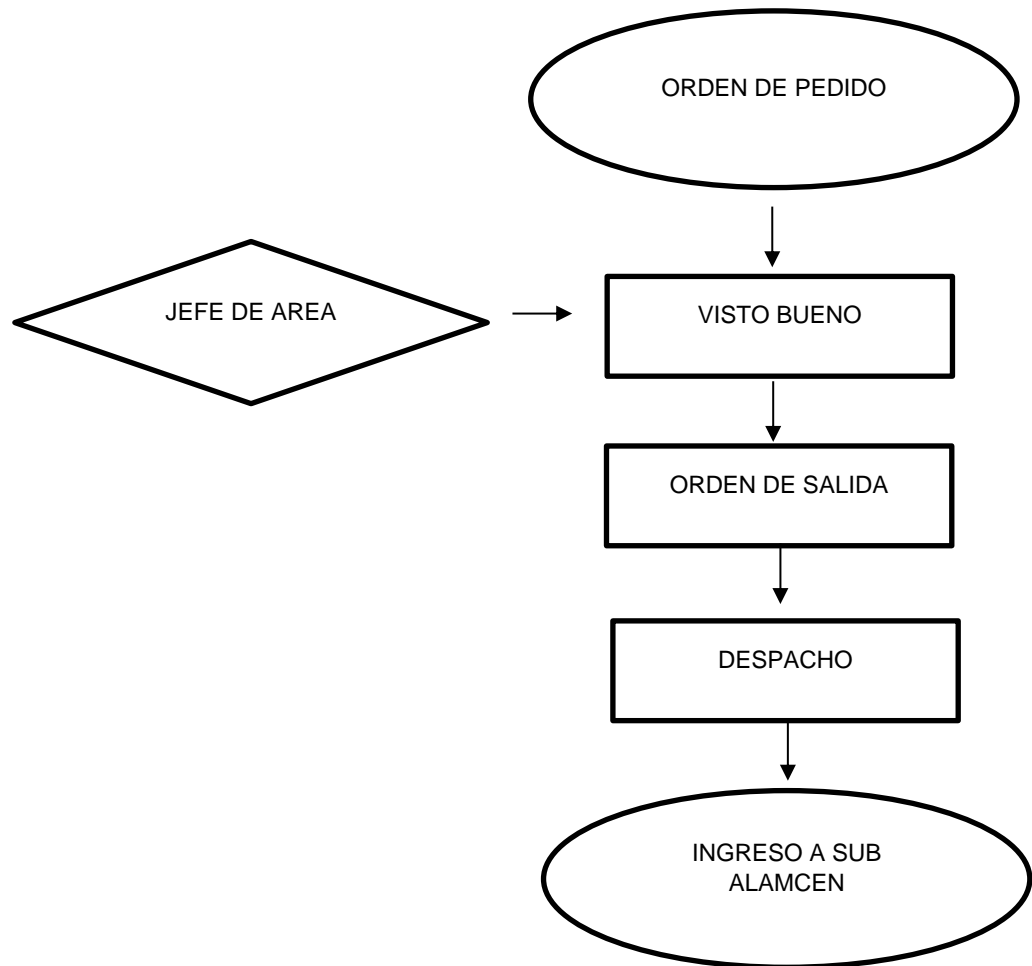 ORDEN DE PEDIDO
JEFE DE AREA
VISTO BUENO
ORDEN DE SALIDA
DESPACHO
INGRESO A SUB
ALAMCEN